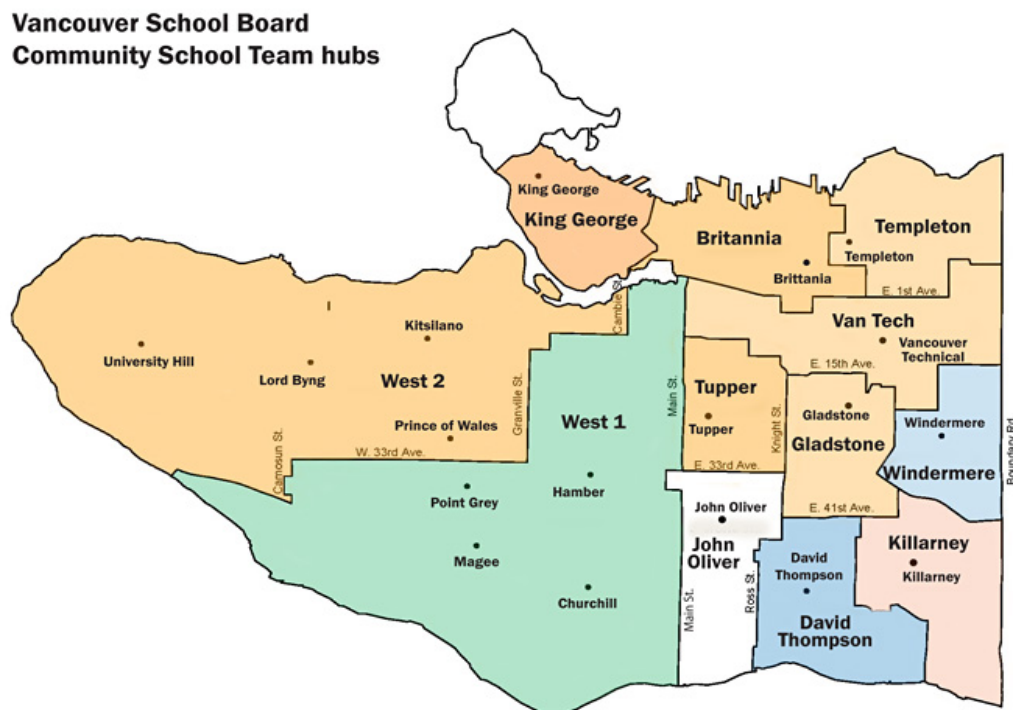 Vancouver School Board
Community School Team hubs
King George
King George
Britannia
Brittania
Templeton
Templeton
E. 1st Ave.
Cambie St.
Kitsilano
University Hill
Lord Byng
West 2
Granville St.
Prince of Wales
W. 33rd Ave.
Camosun St.
Main St.
Van Tech
Vancouver
Technical
E. 15th Ave.
Tupper
Tupper
Knight St.
E. 33rd Ave.
Gladstone
Gladstone
E. 41st Ave.
Windermere
Windermere
Boundary Rd.
West 1
Hamber
Point Grey
Magee
Churchill
John Oliver
John
Oliver
Main St.
Ross St.
David
Thompson
David
Thompson
Killarney
Killarney